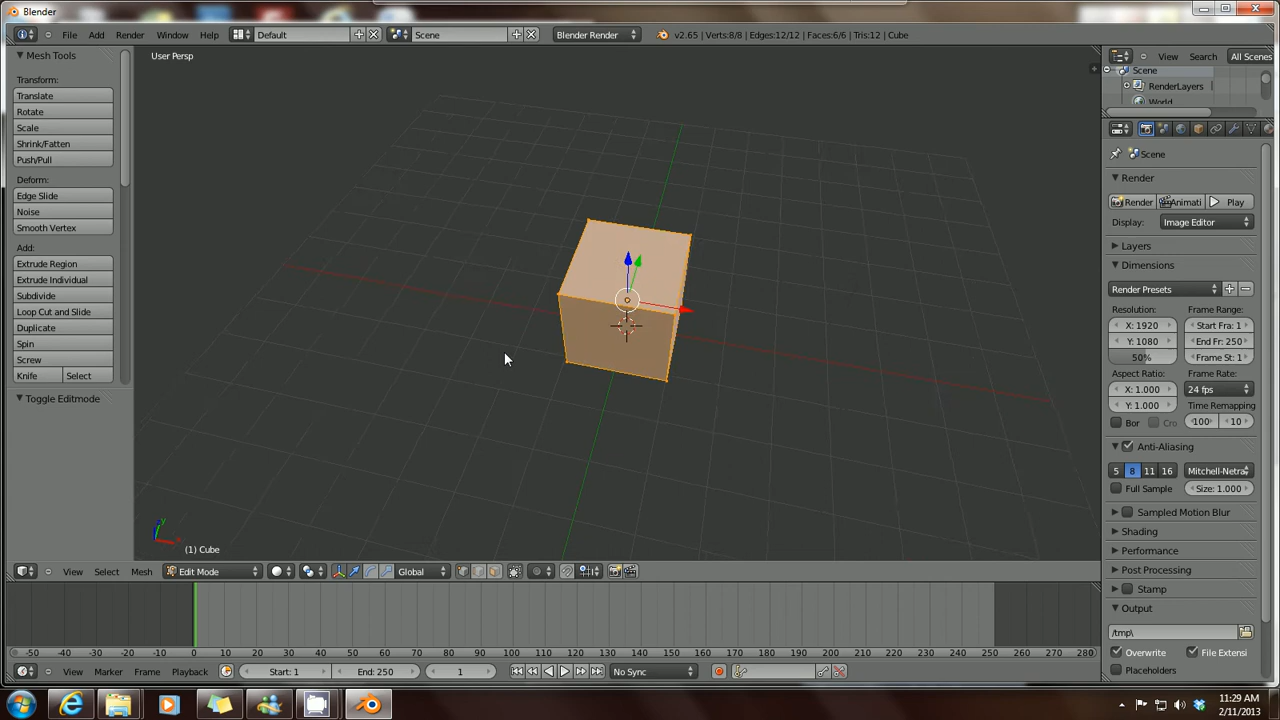 Blender
File Add Render Window Help Default Scene Blender Render v2.65 | Verts:8/8 | Edges:12/12 | Faces:6/6 | Tris:12 | Cube
Mesh Tools
Transform:
Translate
Rotate
Scale
Shrink/Fatten
Push/Pull
Deform:
Edge Slide
Noise
Smooth Vertex
Add:
Extrude Region
Extrude Individual
Subdivide
Loop Cut and Slide
Duplicate
Spin
Screw
Knife Select
Toggle Editmode
User Persp
(1) Cube
View Select Mesh Edit Mode Global
View Search All Scenes
Scene
RenderLayers
World
Scene
Render
Render Animati Play
Display: Image Editor
Layers
Dimensions
Render Presets
Resolution: Frame Range:
X: 1920 Start Fra: 1
Y: 1080 End Fr: 250
50% Frame St: 1
Aspect Ratio: Frame Rate:
X: 1.000 24 fps
Y: 1.000 Time Remapping
Bor Cro 100 10
Anti-Aliasing
5 8 11 16 Mitchell-Netra
Full Sample Size: 1.000
Sampled Motion Blur
Shading
Performance
Post Processing
Stamp
Output
/tmp\
Overwrite File Extensi
Placeholders
-50 -40 -30 -20 -10 0 10 20 30 40 50 60 70 80 90 100 110 120 130 140 150 160 170 180 190 200 210 220 230 240 250 260 270 280
View Marker Frame Playback Start: 1 End: 250 1 No Sync
11:29 AM
2/11/2013